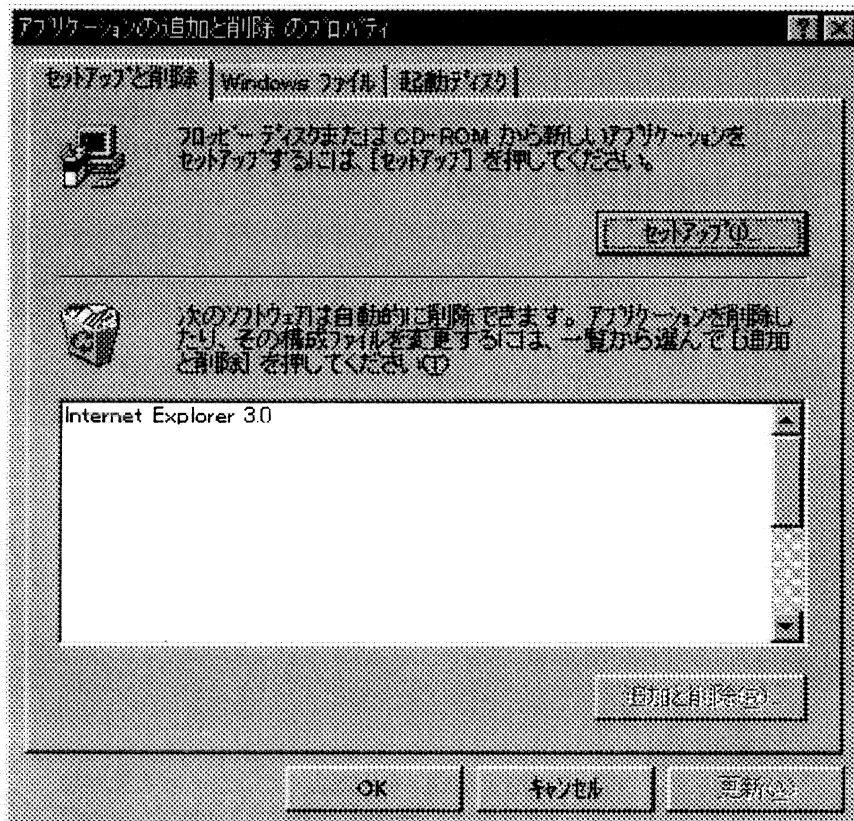 アプリケーションの追加と削除 のプロパティ
セットアップと削除 Windows ファイル 起動ディスク
フロッピー ディスクまたは CD-ROM から新しいアプリケーションを
セットアップするには、[セットアップ] を押してください。
セットアップ(I)...
次のソフトウェアは自動的に削除できます。アプリケーションを削除し
たり、その構成ファイルを変更するには、一覧から選んで [追加
と削除] を押してください(T)
Internet Explorer 3.0
追加と削除(R)...
OK キャンセル 更新(A)